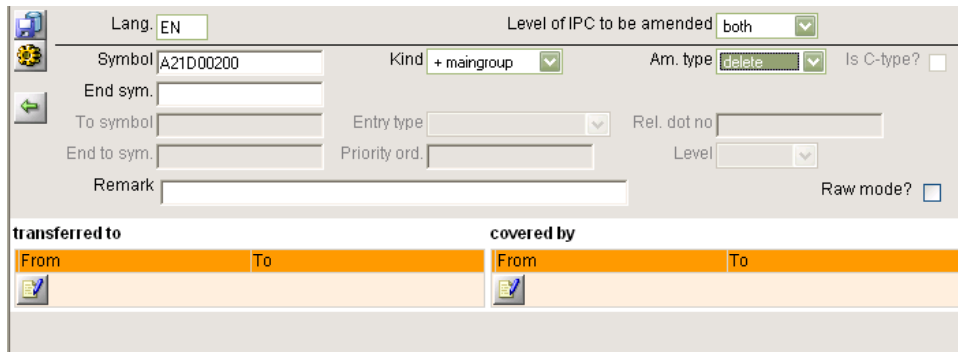 Lang. EN Level of IPC to be amended both
Symbol A21D00200 Kind + maingroup Am. type delete Is C-type?
End sym.
To symbol Entry type Rel. dot no
End to sym. Priority ord. Level
Remark Raw mode?
transferred to covered by
From To From To